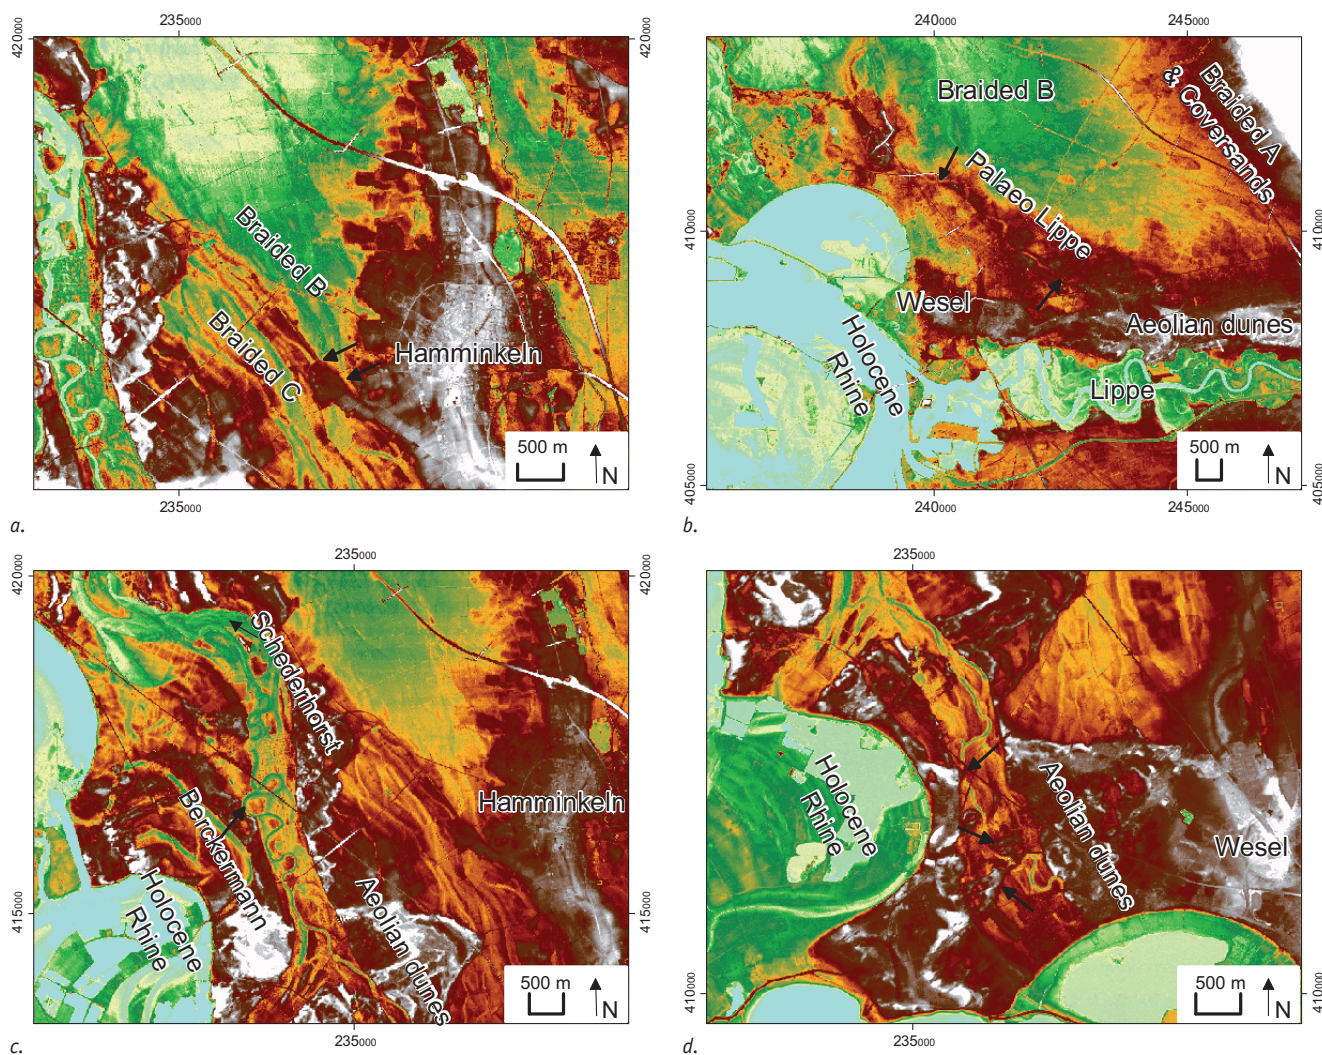 235000
420000
420000
Braided B
Braided C
Hamminkeln
500 m
N
235000
a.
240000
245000
Braided B
Braided A
& Coversands
Palaeo Lippe
410000
410000
Wesel
Aeolian dunes
Holocene
Rhine
Lippe
500 m
N
405000
405000
240000
245000
b.
235000
420000
420000
Schederhorst
Hamminkeln
Berckermann
Holocene
Rhine
Aeolian dunes
415000
415000
500 m
N
235000
c.
235000
Holocene
Rhine
Aeolian dunes
Wesel
410000
410000
500 m
N
235000
d.